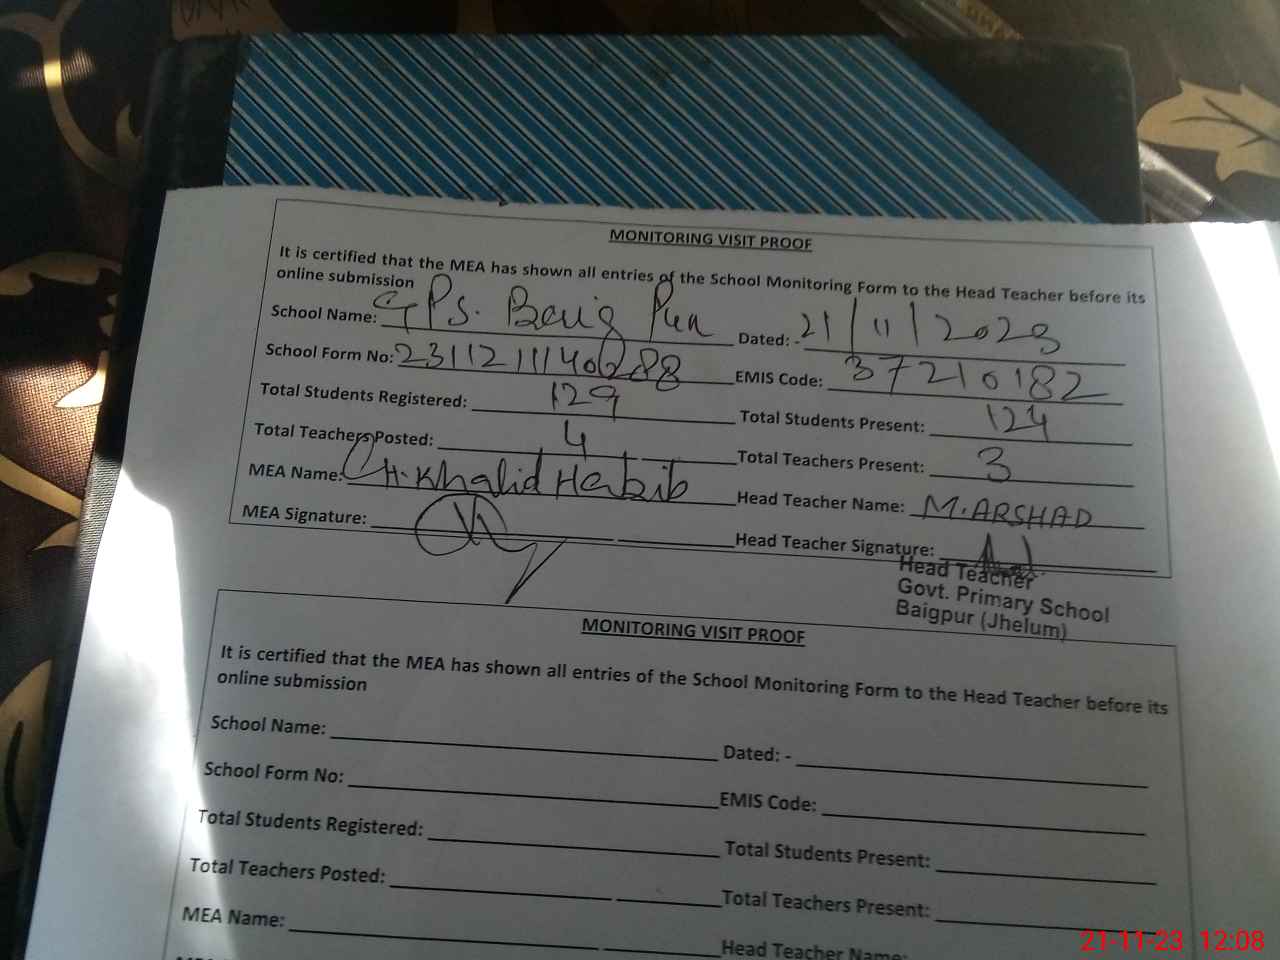 MONITORING VISIT PROOF
It is certified that the MEA has shown all entries of the School Monitoring Form to the Head Teacher before its
online submission
School Name: GPS. Baig Pur Dated: - 21/11/2023
School Form No: EMIS Code: 37210182
Total Students Registered: 129 Total Students Present: 124
Total Teachers Posted: 4 Total Teachers Present: 3
MEA Name: CH. Khalid Habib Head Teacher Name: M. ARSHAD
MEA Signature: Head Teacher Signature:
Head Teacher
Govt. Primary School
Baigpur (Jhelum)
MONITORING VISIT PROOF
It is certified that the MEA has shown all entries of the School Monitoring Form to the Head Teacher before its
online submission
School Name: Dated: -
School Form No: EMIS Code:
Total Students Registered: Total Students Present:
Total Teachers Posted: Total Teachers Present:
MEA Name: Head Teacher Name:
21-11-23 12:08